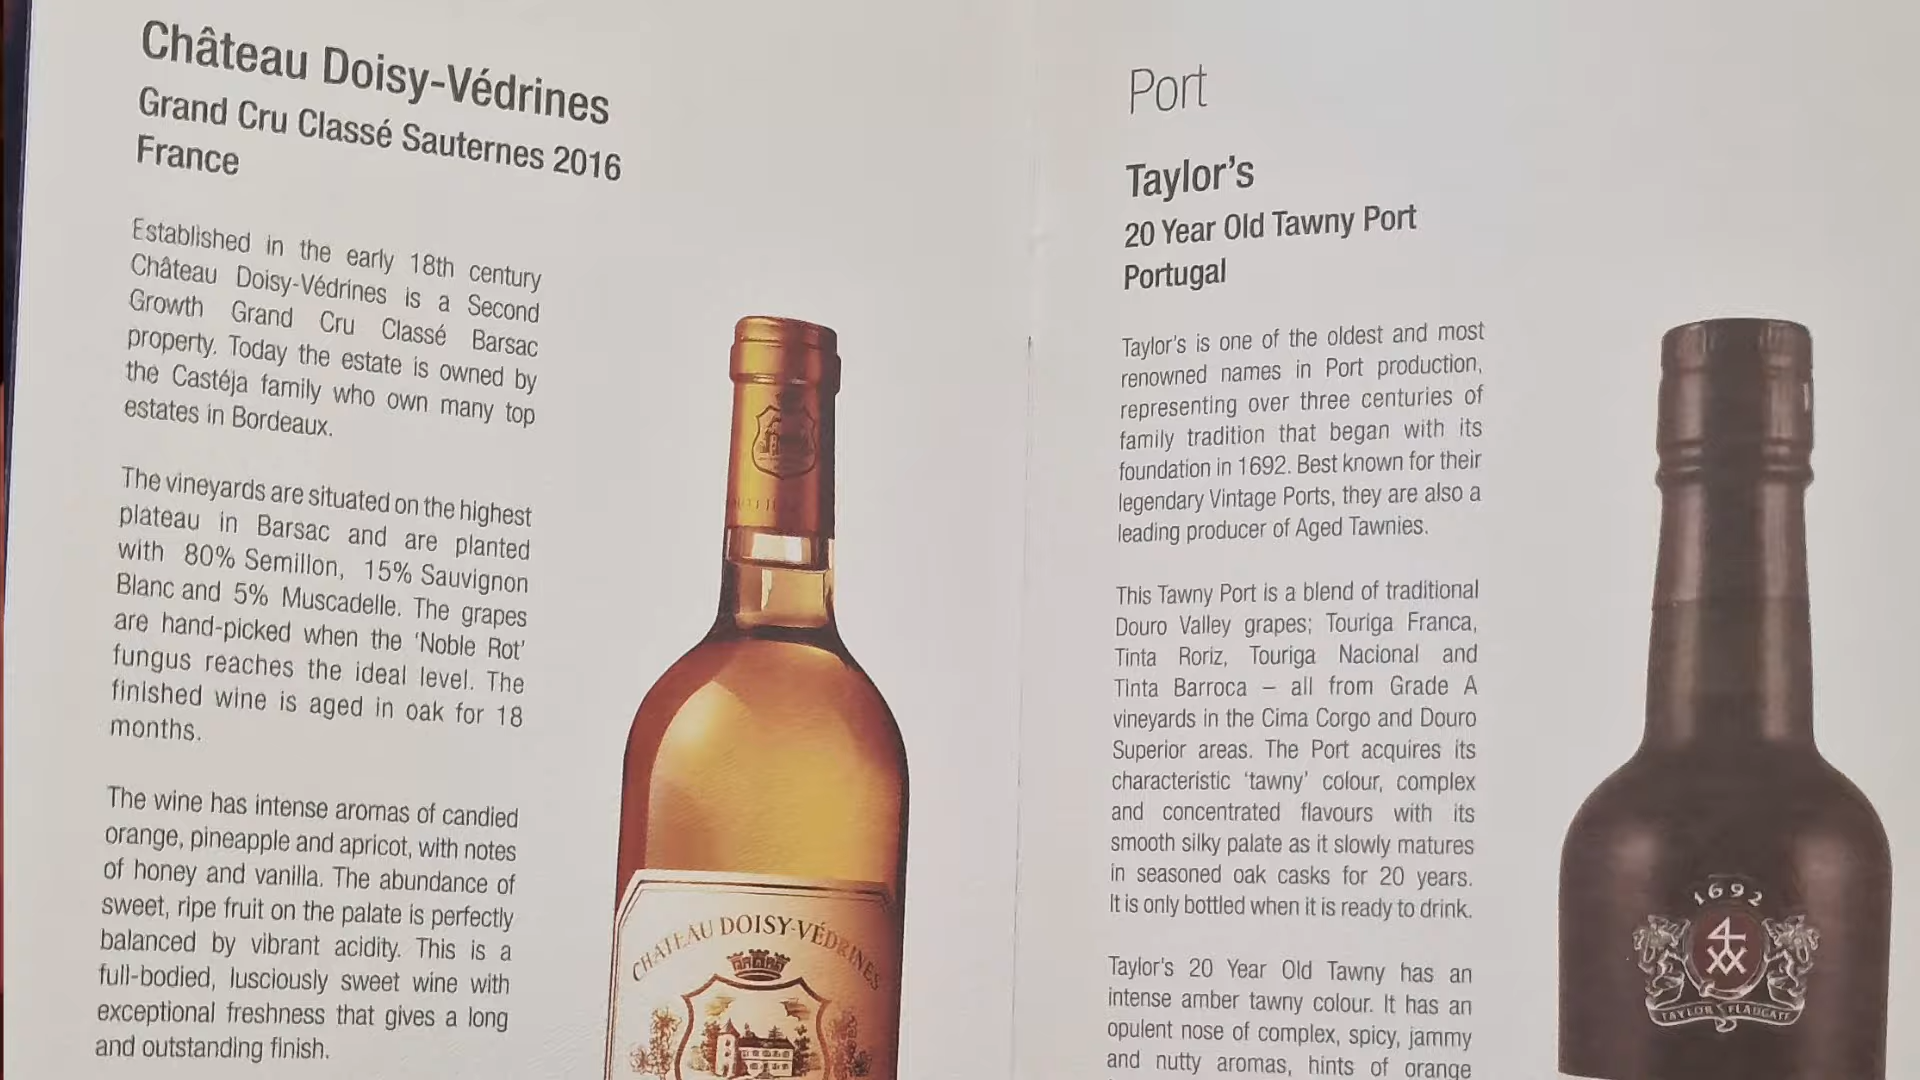 Château Doisy-Védrines
Grand Cru Classé Sauternes 2016
France
Established in the early 18th century
Château Doisy-Védrines is a Second
Growth Grand Cru Classé Barsac
property. Today the estate is owned by
the Castéja family who own many top
estates in Bordeaux.
The vineyards are situated on the highest
plateau in Barsac and are planted
with 80% Semillon, 15% Sauvignon
Blanc and 5% Muscadelle. The grapes
are hand-picked when the ‘Noble Rot’
fungus reaches the ideal level. The
finished wine is aged in oak for 18
months.
The wine has intense aromas of candied
orange, pineapple and apricot, with notes
of honey and vanilla. The abundance of
sweet, ripe fruit on the palate is perfectly
balanced by vibrant acidity. This is a
full-bodied, lusciously sweet wine with
exceptional freshness that gives a long
and outstanding finish.
CHÂTEAU DOISY-VÉDRINES
Port
Taylor’s
20 Year Old Tawny Port
Portugal
Taylor’s is one of the oldest and most
renowned names in Port production,
representing over three centuries of
family tradition that began with its
foundation in 1692. Best known for their
legendary Vintage Ports, they are also a
leading producer of Aged Tawnies.
This Tawny Port is a blend of traditional
Douro Valley grapes; Touriga Franca,
Tinta Roriz, Touriga Nacional and
Tinta Barroca – all from Grade A
vineyards in the Cima Corgo and Douro
Superior areas. The Port acquires its
characteristic ‘tawny’ colour, complex
and concentrated flavours with its
smooth silky palate as it slowly matures
in seasoned oak casks for 20 years.
It is only bottled when it is ready to drink.
Taylor’s 20 Year Old Tawny has an
intense amber tawny colour. It has an
opulent nose of complex, spicy, jammy
and nutty aromas, hints of orange
1692
4XX
TAYLOR FLADGATE